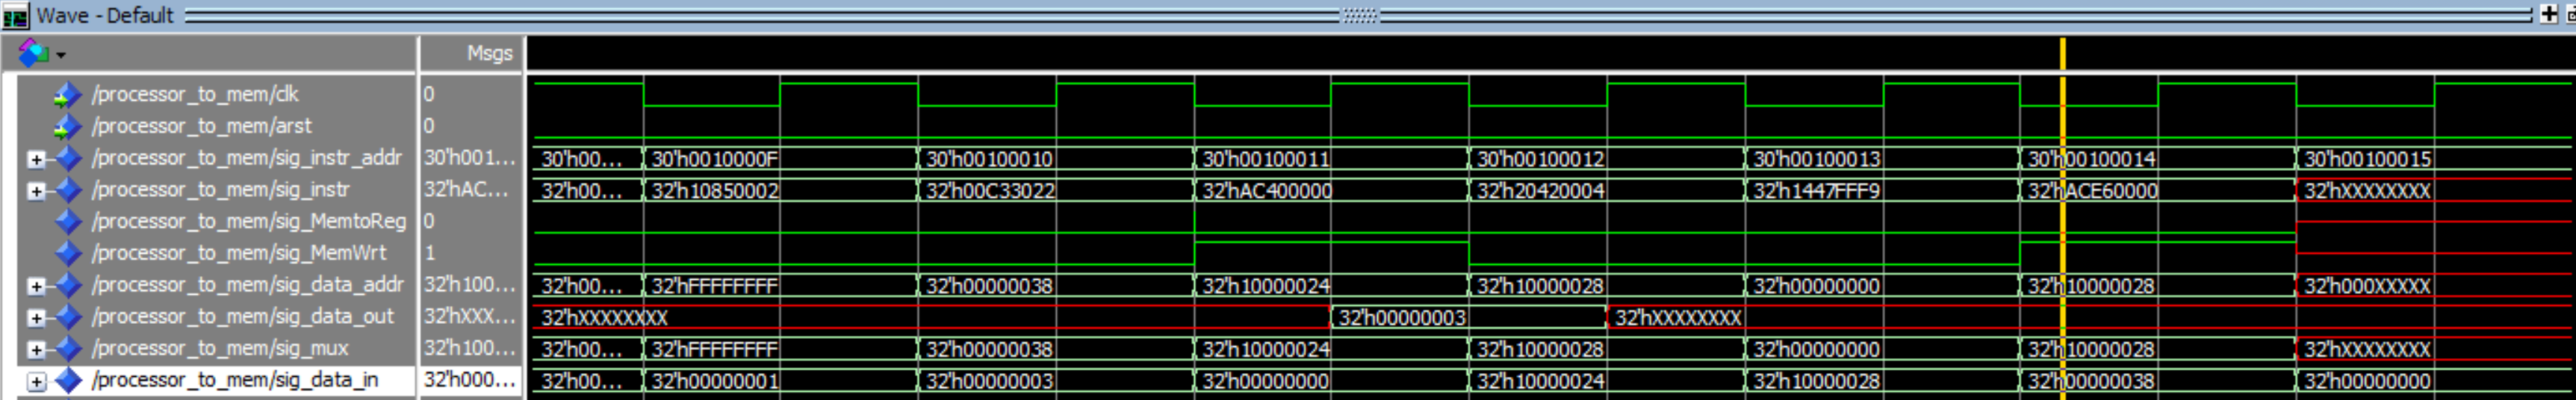 Wave - Default
Msgs
/processor_to_mem/clk 0
/processor_to_mem/arst 0
/processor_to_mem/sig_instr_addr 30'h001... 30'h00... 30'h0010000F 30'h00100010 30'h00100011 30'h00100012 30'h00100013 30'h00100014 30'h00100015
/processor_to_mem/sig_instr 32'hAC... 32'h00... 32'h10850002 32'h00C33022 32'hAC400000 32'h20420004 32'h1447FFF9 32'hACE60000 32'hXXXXXXXX
/processor_to_mem/sig_MemtoReg 0
/processor_to_mem/sig_MemWrt 1
/processor_to_mem/sig_data_addr 32'h100... 32'h00... 32'hFFFFFFFF 32'h00000038 32'h10000024 32'h10000028 32'h00000000 32'h10000028 32'h000XXXXX
/processor_to_mem/sig_data_out 32'hXXX... 32'hXXXXXXXX 32'h00000003 32'hXXXXXXXX
/processor_to_mem/sig_mux 32'h100... 32'h00... 32'hFFFFFFFF 32'h00000038 32'h10000024 32'h10000028 32'h00000000 32'h10000028 32'hXXXXXXXX
/processor_to_mem/sig_data_in 32'h000... 32'h00... 32'h00000001 32'h00000003 32'h00000000 32'h10000024 32'h10000028 32'h00000038 32'h00000000